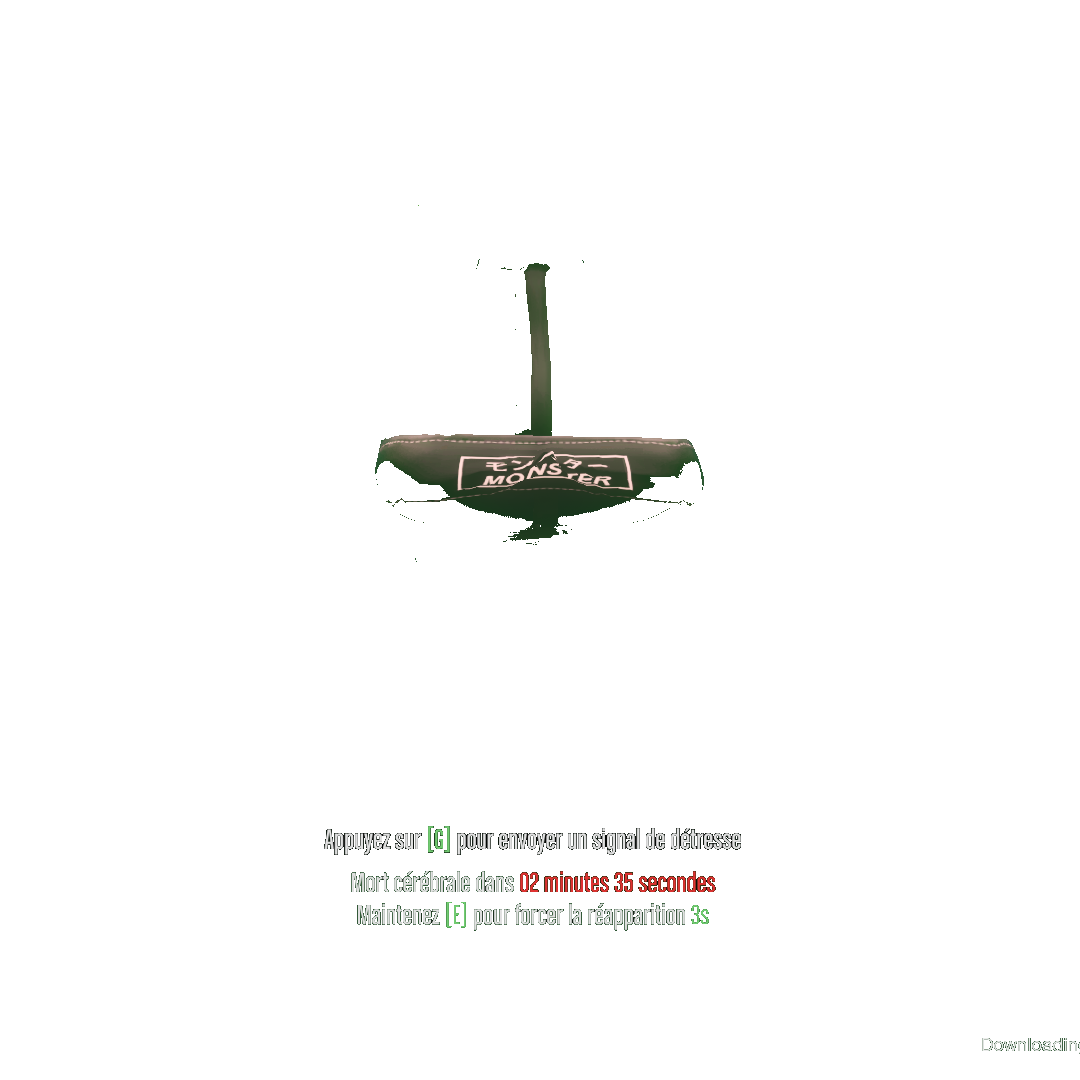 モンスター
MONSTER
Appuyez sur [G] pour envoyer un signal de détresse
Mort cérébrale dans 02 minutes 35 secondes
Maintenez [E] pour forcer la réapparition 3s
Downloading